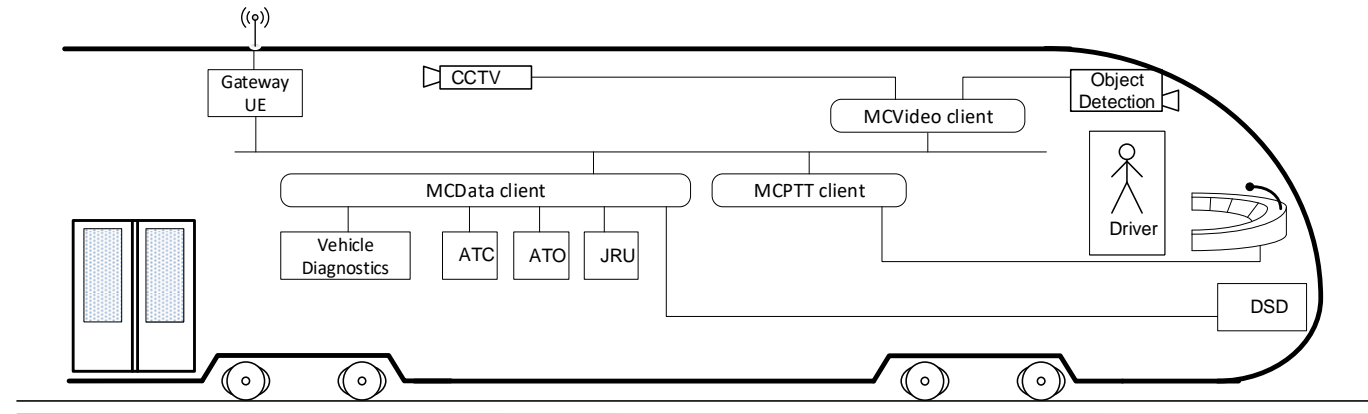 Gateway
UE
CCTV
Object
Detection
MCVideo client
MCData client
MCPTT client
Driver
Vehicle
Diagnostics
ATC
ATO
JRU
DSD